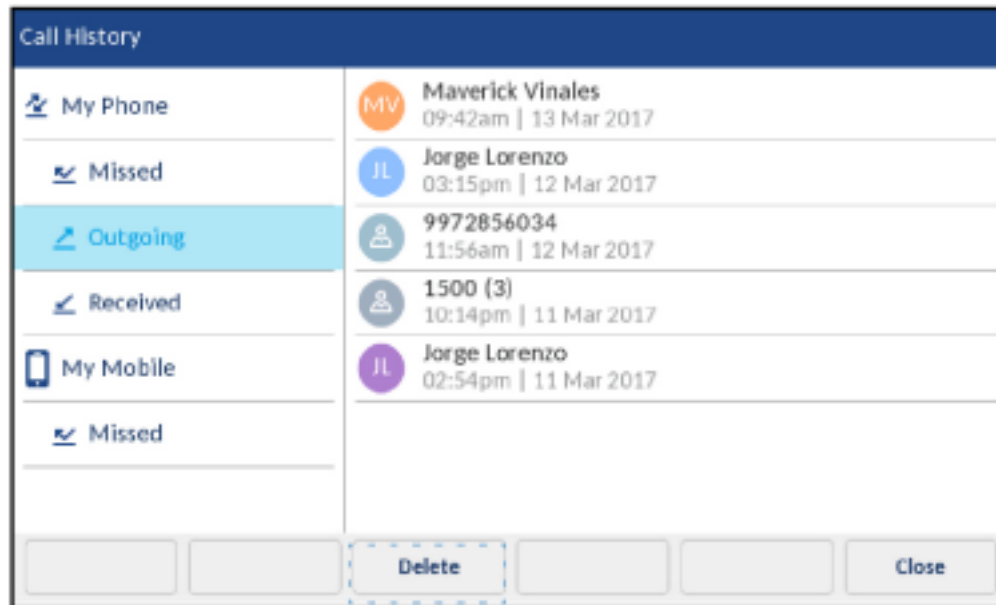 Call History
My Phone
Missed
Outgoing
Received
My Mobile
Missed
MV
Maverick Vinales
09:42am | 13 Mar 2017
JL
Jorge Lorenzo
03:15pm | 12 Mar 2017
9972856034
11:56am | 12 Mar 2017
1500 (3)
10:14pm | 11 Mar 2017
JL
Jorge Lorenzo
02:54pm | 11 Mar 2017
Delete
Close